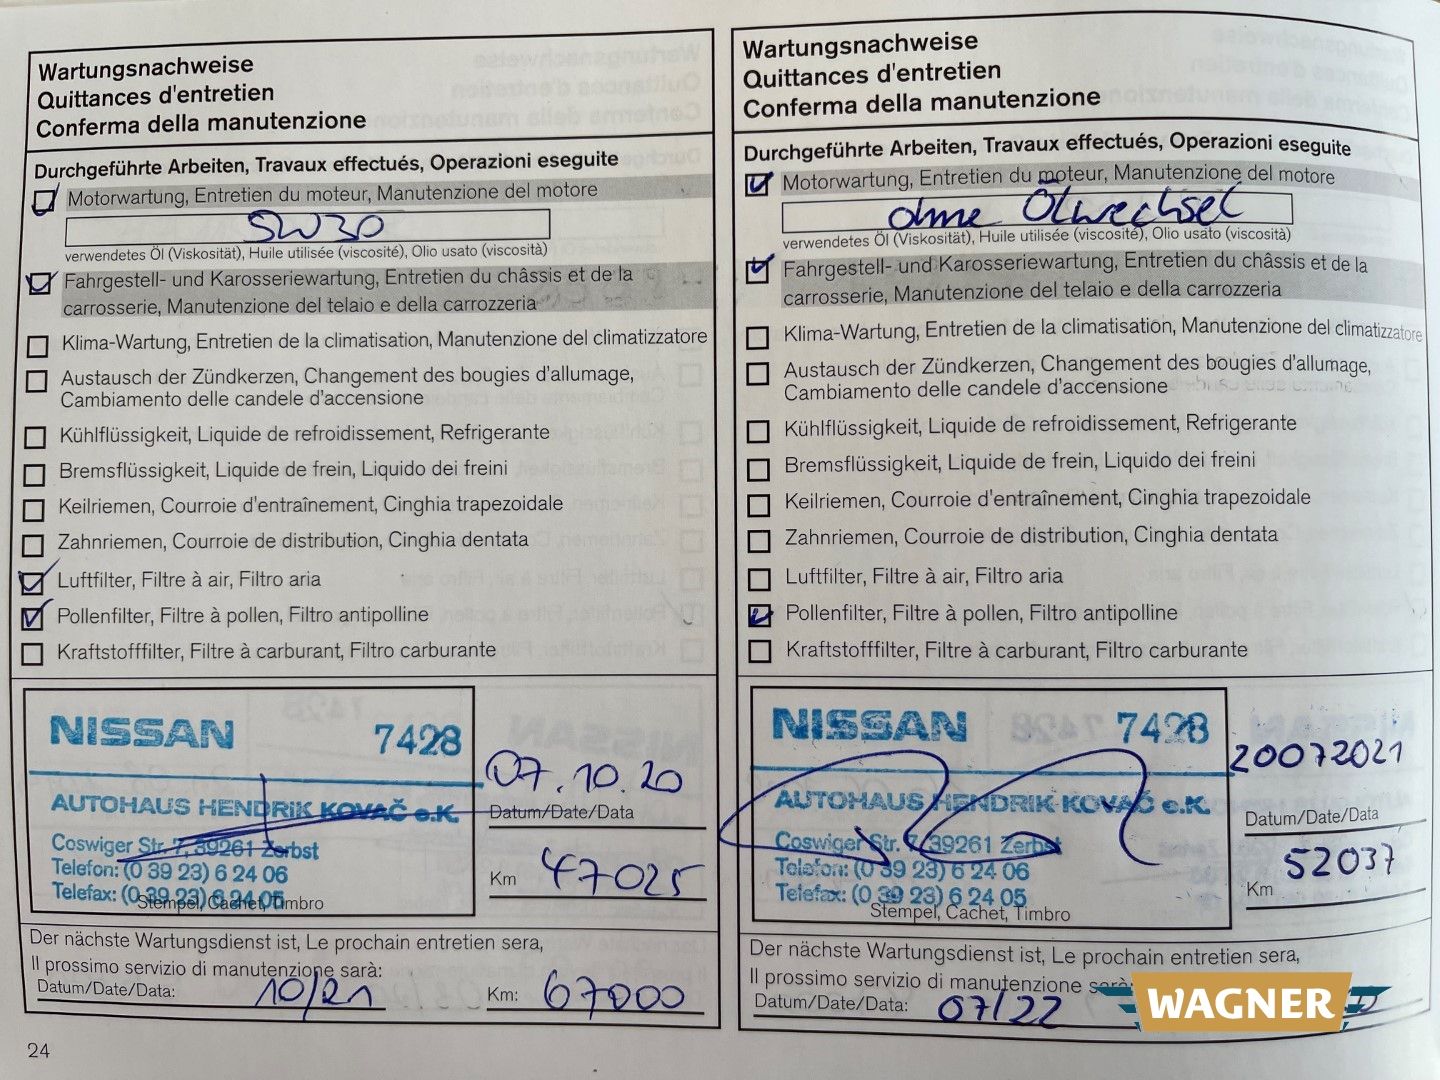 Wartungsnachweise
Quittances d'entretien
Conferma della manutenzione
Durchgeführte Arbeiten, Travaux effectués, Operazioni eseguite
Motorwartung, Entretien du moteur, Manutenzione del motore
5W30
verwendetes Öl (Viskosität), Huile utilisée (viscosité), Olio usato (viscosità)
Fahrgestell- und Karosseriewartung, Entretien du châssis et de la
carrosserie, Manutenzione del telaio e della carrozzeria
Klima-Wartung, Entretien de la climatisation, Manutenzione del climatizzatore
Austausch der Zündkerzen, Changement des bougies d'allumage,
Cambiamento delle candele d'accensione
Kühlflüssigkeit, Liquide de refroidissement, Refrigerante
Bremsflüssigkeit, Liquide de frein, Liquido dei freini
Keilriemen, Courroie d'entraînement, Cinghia trapezoidale
Zahnriemen, Courroie de distribution, Cinghia dentata
Luftfilter, Filtre à air, Filtro aria
Pollenfilter, Filtre à pollen, Filtro antipolline
Kraftstofffilter, Filtre à carburant, Filtro carburante
NISSAN 7428
AUTOHAUS HENDRIK KOVAČ e.K.
Coswiger Str. 7, 39261 Zerbst
Telefon: (0 39 23) 6 24 06
Telefax: (0 39 23) 6 24 05
Stempel, Cachet, Timbro
07.10.20
Datum/Date/Data
Km 47025
Der nächste Wartungsdienst ist, Le prochain entretien sera,
Il prossimo servizio di manutenzione sarà:
Datum/Date/Data: 10/21 Km: 67000
24
Wartungsnachweise
Quittances d'entretien
Conferma della manutenzione
Durchgeführte Arbeiten, Travaux effectués, Operazioni eseguite
Motorwartung, Entretien du moteur, Manutenzione del motore
ohne Ölwechsel
verwendetes Öl (Viskosität), Huile utilisée (viscosité), Olio usato (viscosità)
Fahrgestell- und Karosseriewartung, Entretien du châssis et de la
carrosserie, Manutenzione del telaio e della carrozzeria
Klima-Wartung, Entretien de la climatisation, Manutenzione del climatizzatore
Austausch der Zündkerzen, Changement des bougies d'allumage,
Cambiamento delle candele d'accensione
Kühlflüssigkeit, Liquide de refroidissement, Refrigerante
Bremsflüssigkeit, Liquide de frein, Liquido dei freini
Keilriemen, Courroie d'entraînement, Cinghia trapezoidale
Zahnriemen, Courroie de distribution, Cinghia dentata
Luftfilter, Filtre à air, Filtro aria
Pollenfilter, Filtre à pollen, Filtro antipolline
Kraftstofffilter, Filtre à carburant, Filtro carburante
NISSAN 7428
AUTOHAUS HENDRIK KOVAČ e.K.
Coswiger Str. 7, 39261 Zerbst
Telefon: (0 39 23) 6 24 06
Telefax: (0 39 23) 6 24 05
Stempel, Cachet, Timbro
20072021
Datum/Date/Data
52037
Km
Der nächste Wartungsdienst ist, Le prochain entretien sera,
Il prossimo servizio di manutenzione
Datum/Date/Data: 07/22
WAGNER